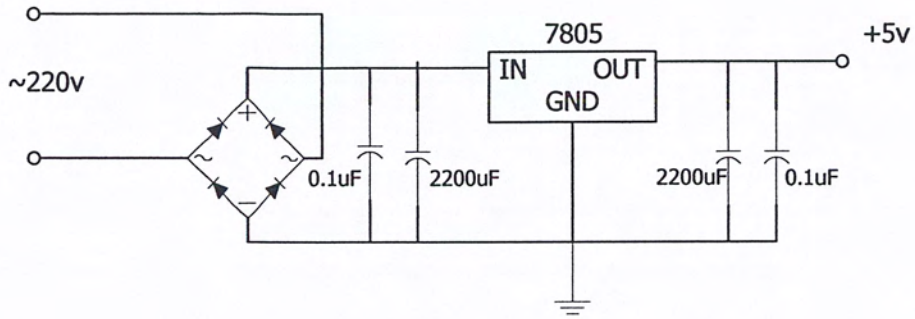 7805
+5v
IN OUT
GND
~220v
+
~ ~
−
0.1uF 2200uF 2200uF 0.1uF